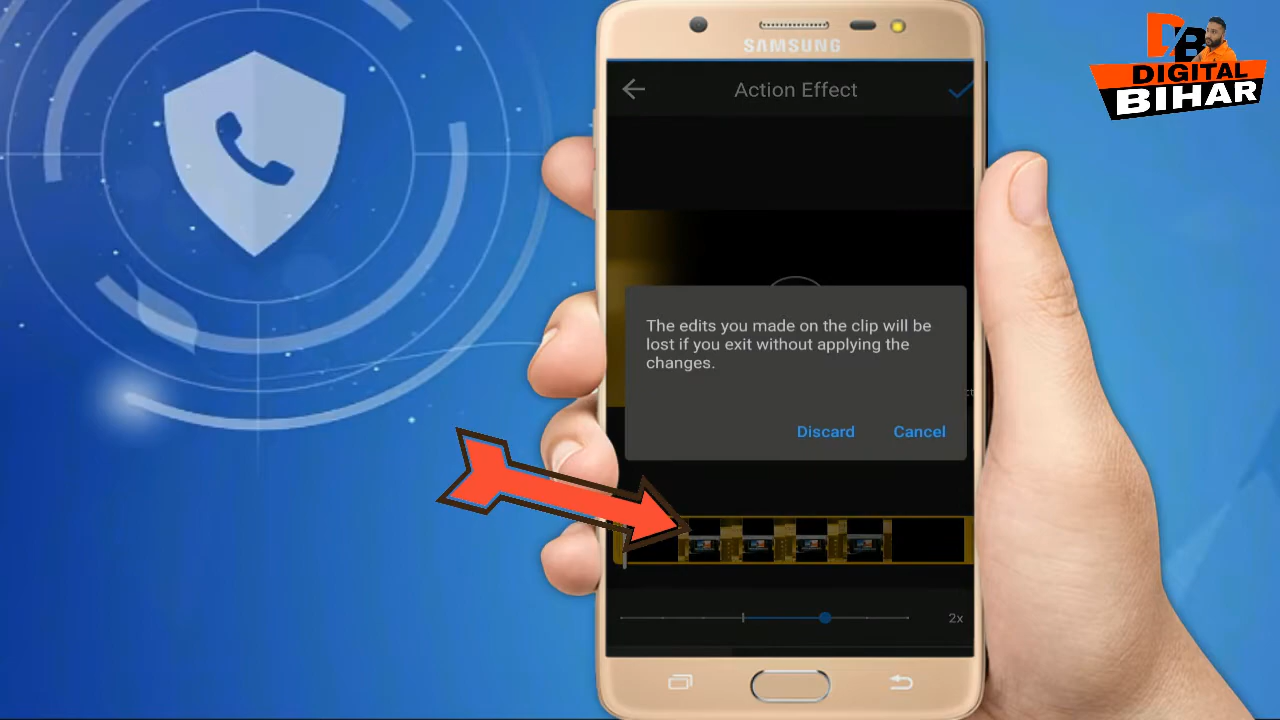 SAMSUNG
Action Effect
DB
DIGITAL
BIHAR
The edits you made on the clip will be
lost if you exit without applying the
changes.
Discard Cancel
2x